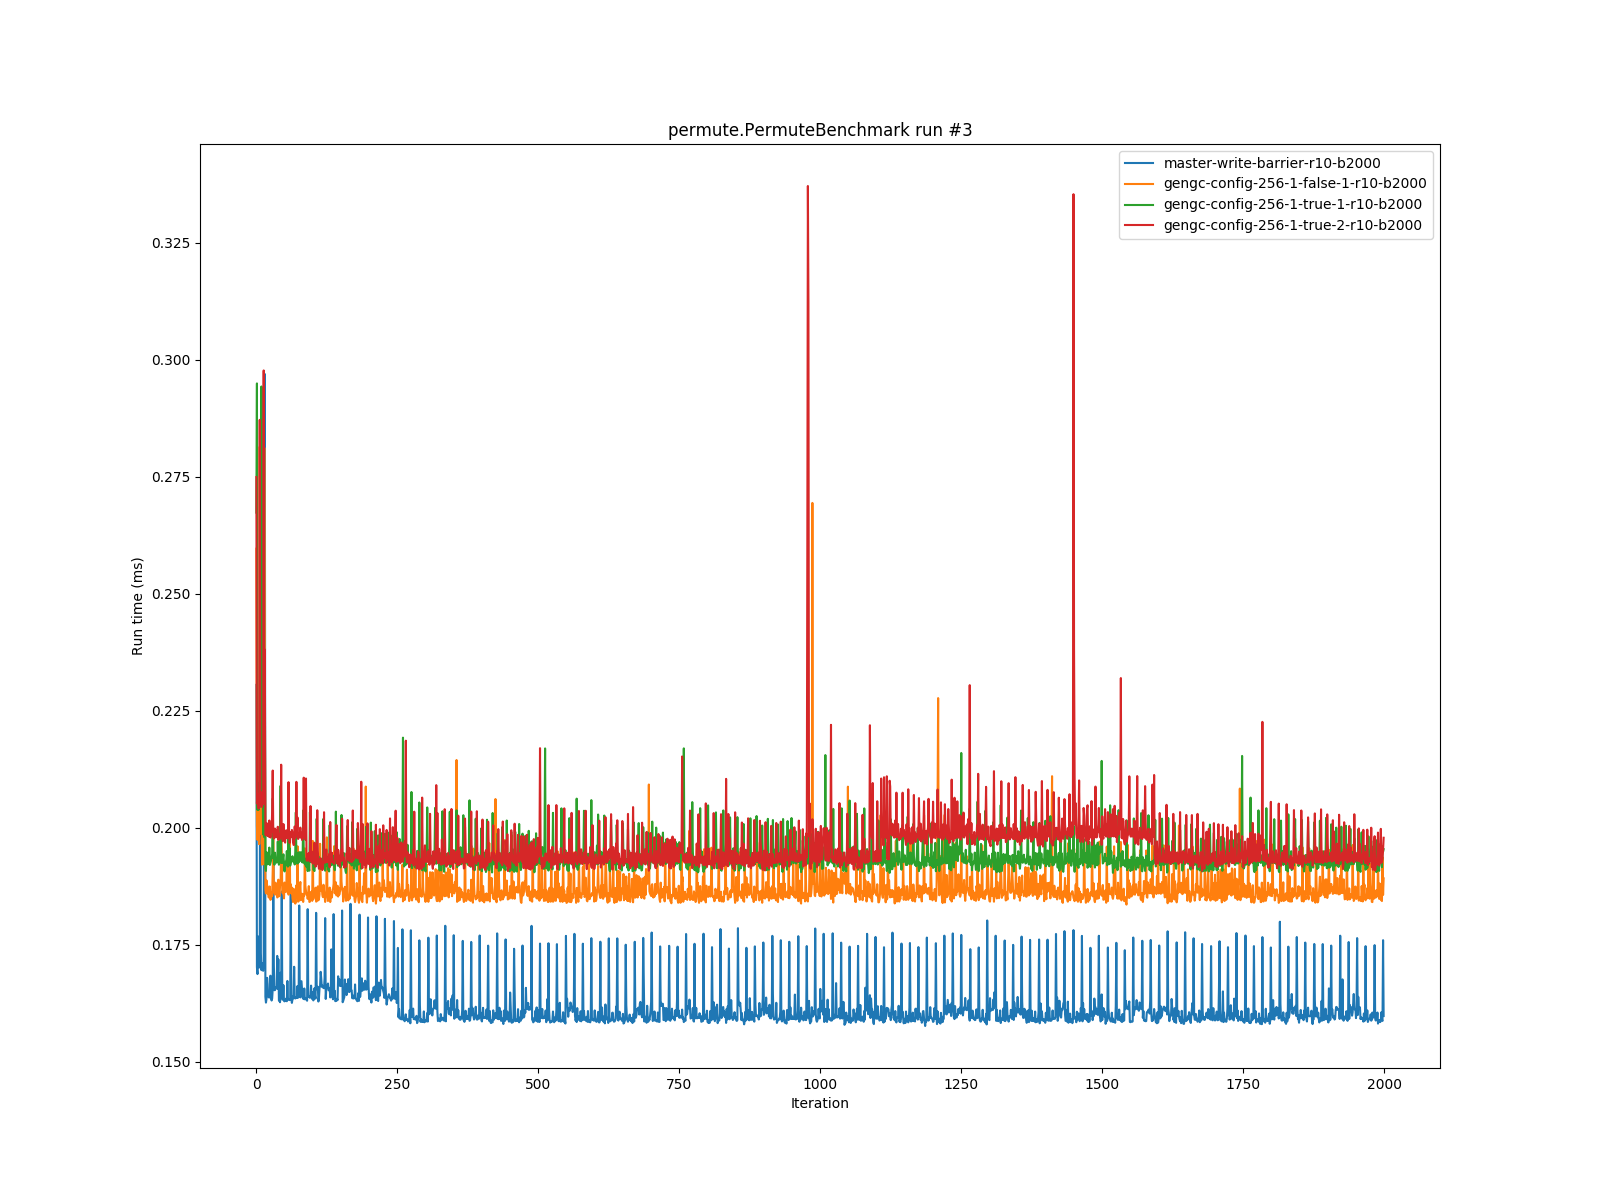 permute.PermuteBenchmark run #3
master-write-barrier-r10-b2000
gengc-config-256-1-false-1-r10-b2000
gengc-config-256-1-true-1-r10-b2000
gengc-config-256-1-true-2-r10-b2000
0.325
0.300
0.275
0.250
0.225
0.200
0.175
0.150
Run time (ms)
0 250 500 750 1000 1250 1500 1750 2000
Iteration